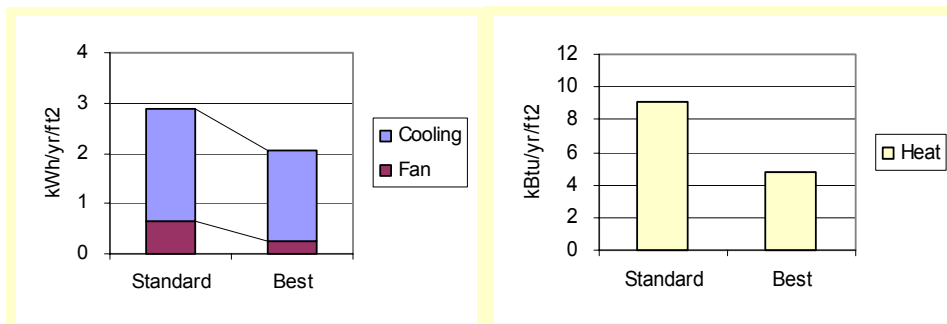 kWh/yr/ft2
4
3
2
1
0
Standard
Best
Cooling
Fan
kBtu/yr/ft2
12
10
8
6
4
2
0
Standard
Best
Heat